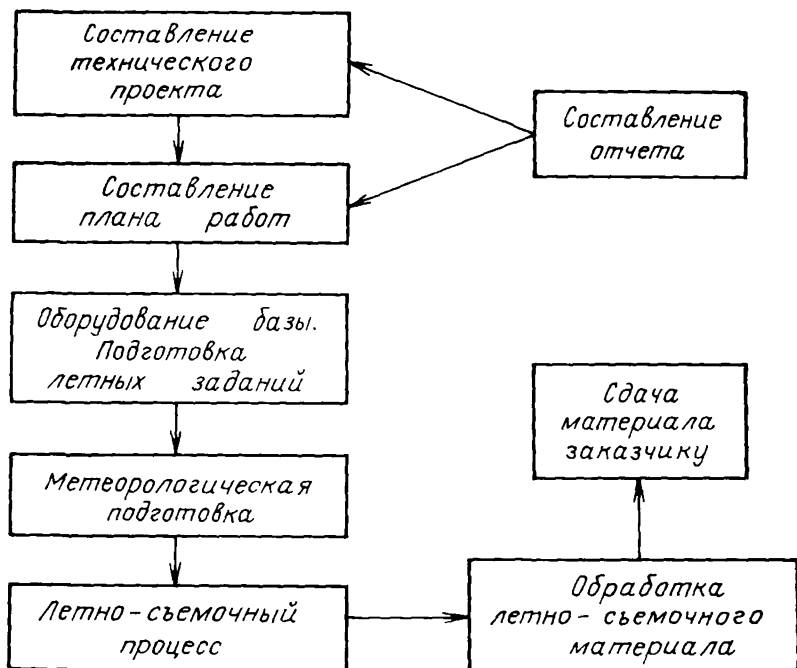 Составление
технического
проекта
Составление
отчета
Составление
плана работ
Оборудование базы.
Подготовка
летных заданий
Сдача
материала
заказчику
Метеорологическая
подготовка
Летно-съемочный
процесс
Обработка
летно-съемочного
материала